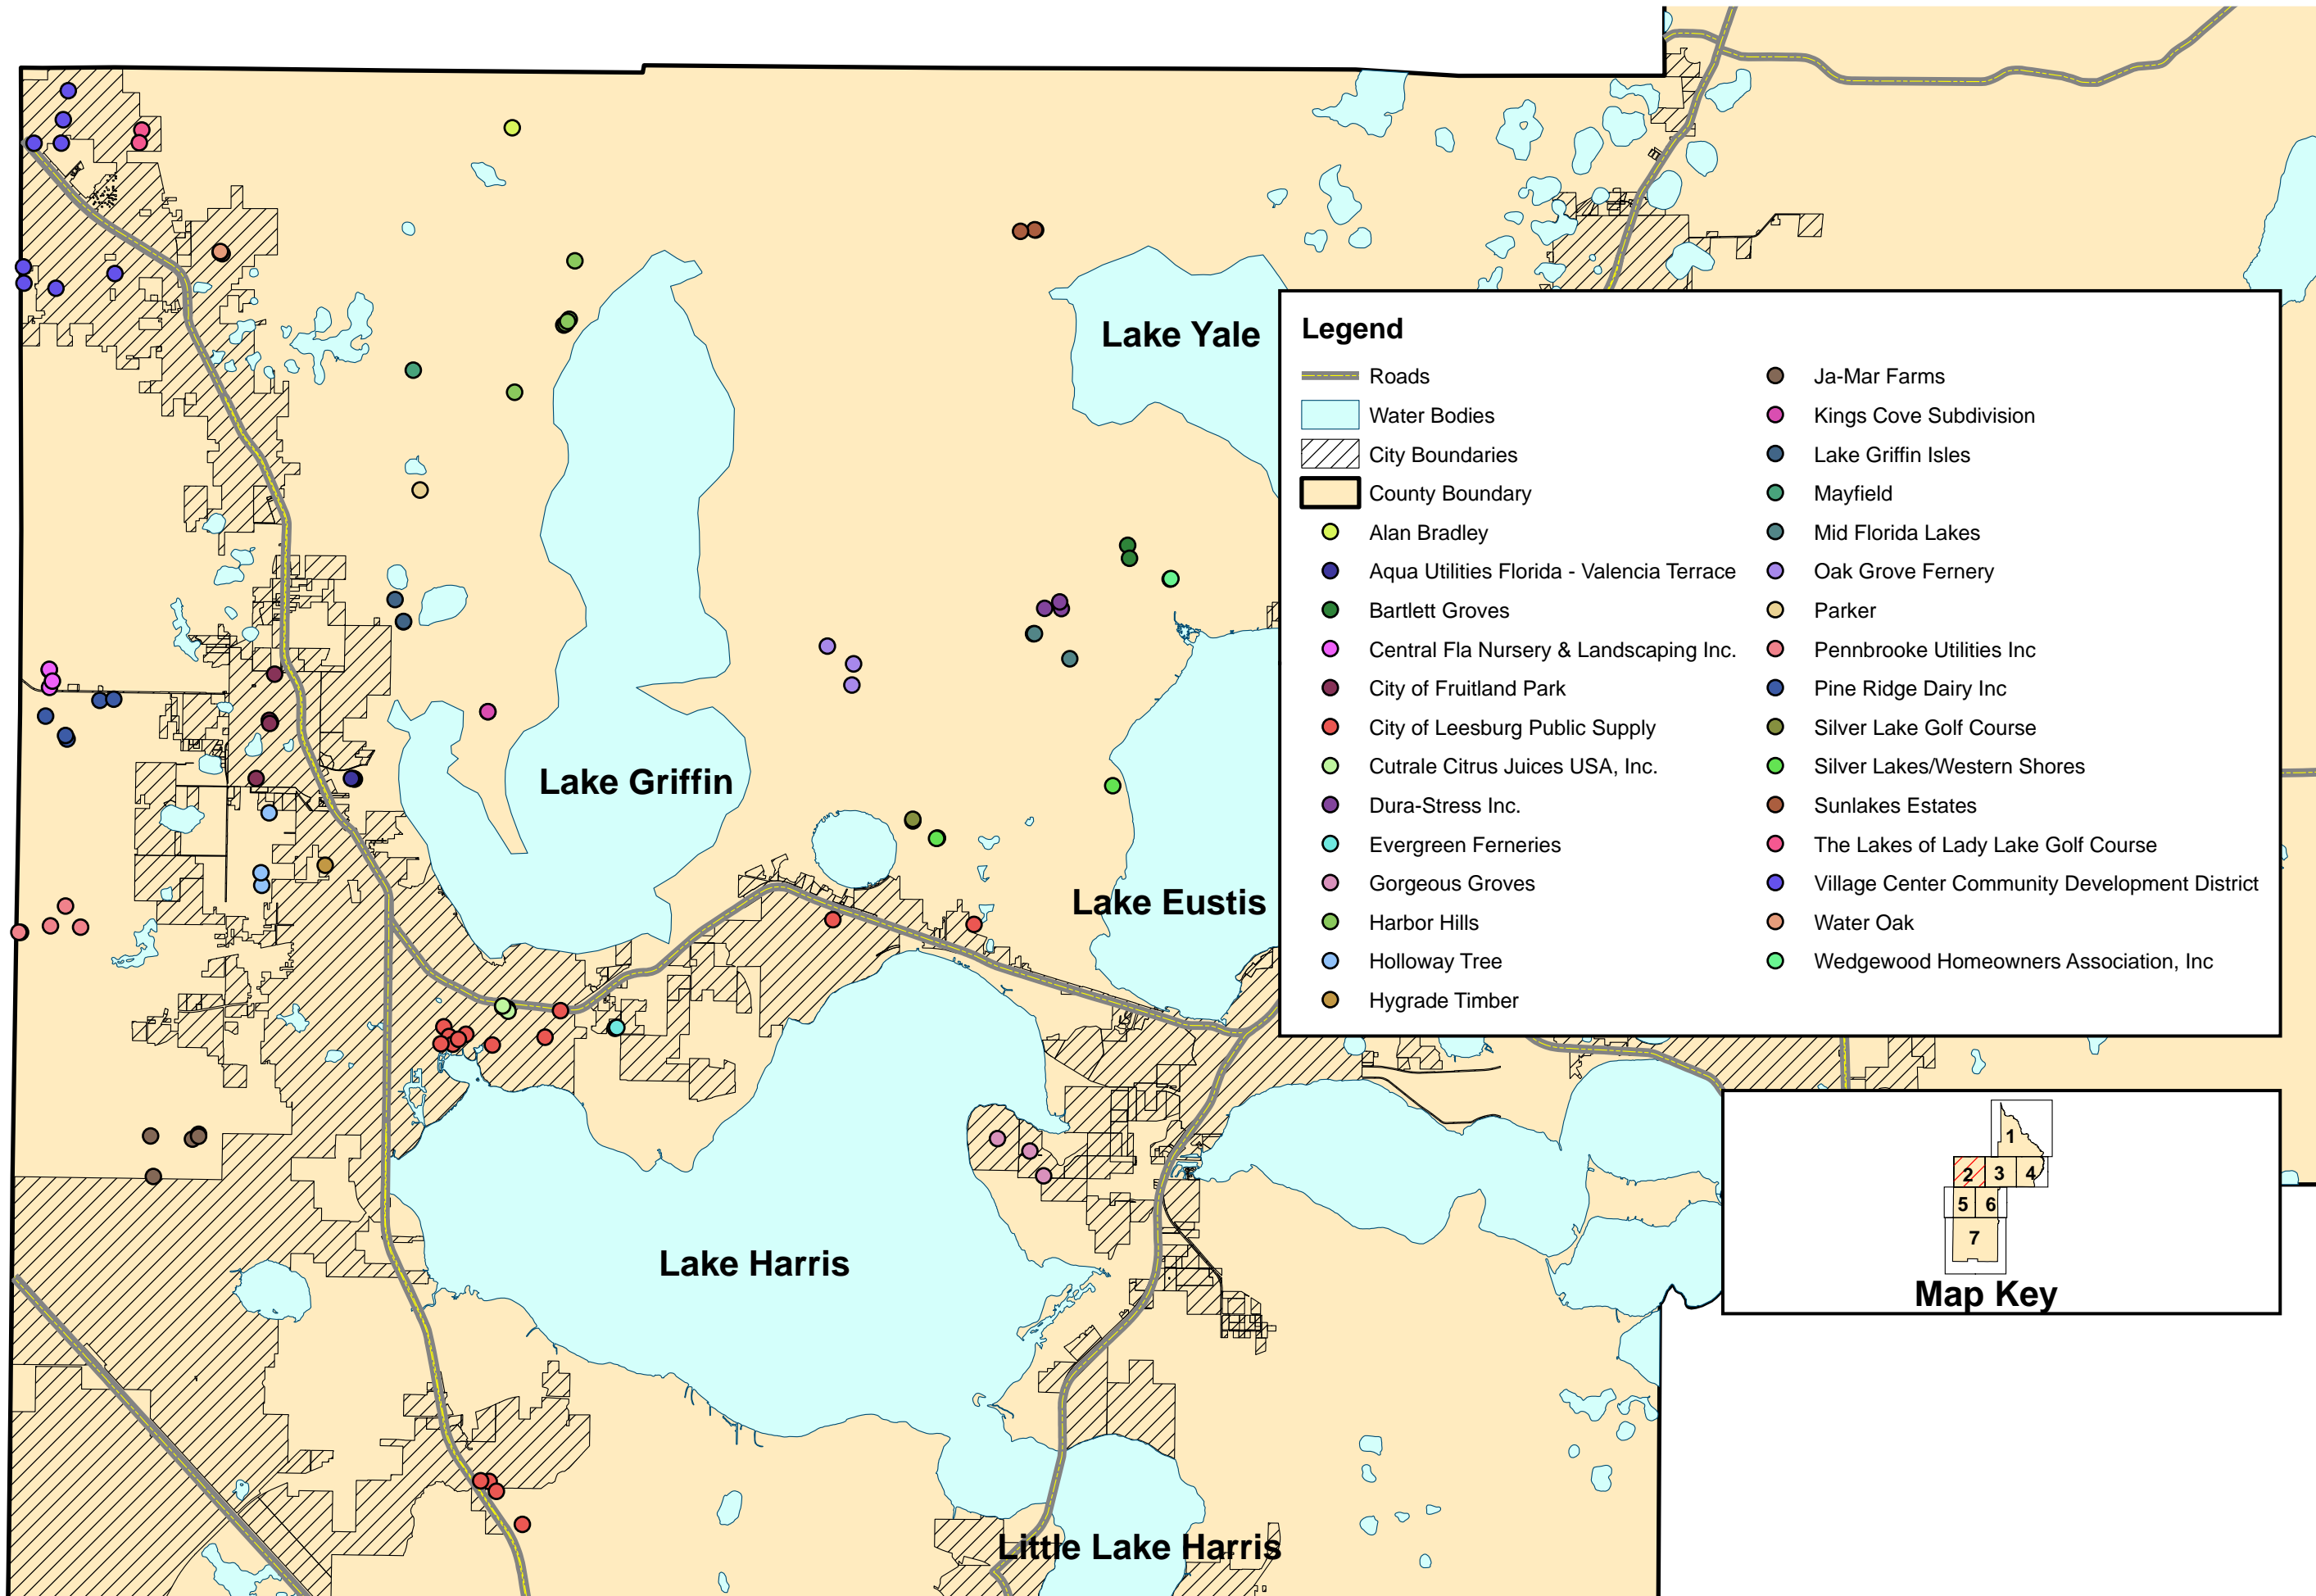 Lake Yale
Legend
Roads
Water Bodies
City Boundaries
County Boundary
Alan Bradley
Aqua Utilities Florida - Valencia Terrace
Bartlett Groves
Central Fla Nursery & Landscaping Inc.
City of Fruitland Park
City of Leesburg Public Supply
Cutrale Citrus Juices USA, Inc.
Dura-Stress Inc.
Evergreen Ferneries
Gorgeous Groves
Harbor Hills
Holloway Tree
Hygrade Timber
Ja-Mar Farms
Kings Cove Subdivision
Lake Griffin Isles
Mayfield
Mid Florida Lakes
Oak Grove Fernery
Parker
Pennbrooke Utilities Inc
Pine Ridge Dairy Inc
Silver Lake Golf Course
Silver Lakes/Western Shores
Sunlakes Estates
The Lakes of Lady Lake Golf Course
Village Center Community Development District
Water Oak
Wedgewood Homeowners Association, Inc
Lake Griffin
Lake Eustis
Lake Harris
Little Lake Harris
1
2 3 4
5 6
7
Map Key